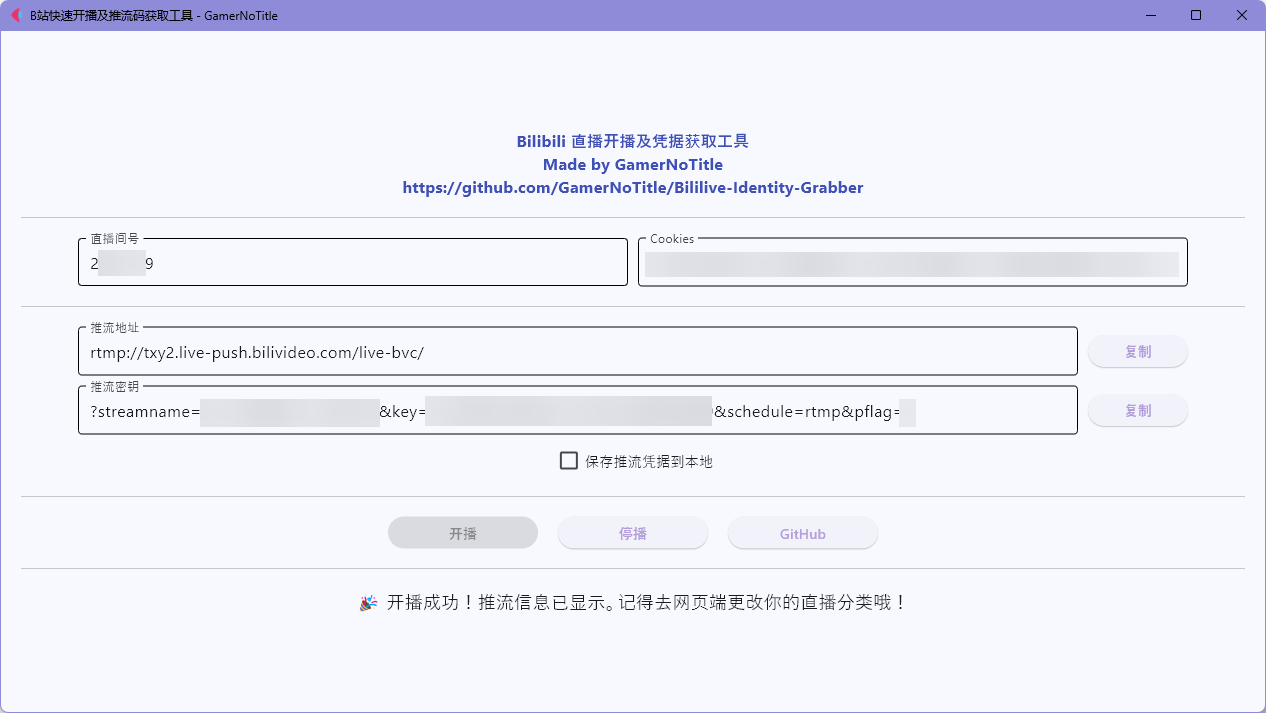 B站快速开播及推流码获取工具 - GamerNoTitle
Bilibili 直播开播及凭据获取工具
Made by GamerNoTitle
https://github.com/GamerNoTitle/Bililive-Identity-Grabber
直播间号
2 9
Cookies
推流地址
rtmp://txy2.live-push.bilivideo.com/live-bvc/
复制
推流密钥
?streamname= &key= &schedule=rtmp&pflag=
复制
保存推流凭据到本地
开播
停播
GitHub
🎉 开播成功！推流信息已显示。记得去网页端更改你的直播分类哦！